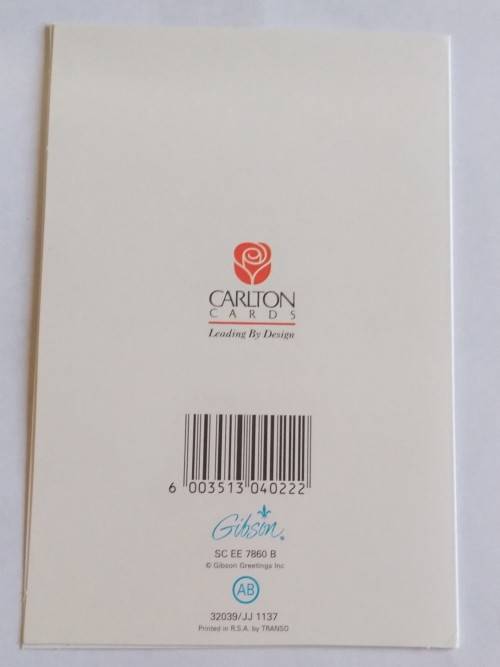 CARLTON
CARDS
Leading By Design
6 003513 040222
Gibson
SC EE 7860 B
© Gibson Greetings Inc
AB
32039/JJ 1137
Printed in R.S.A. by TRANSO